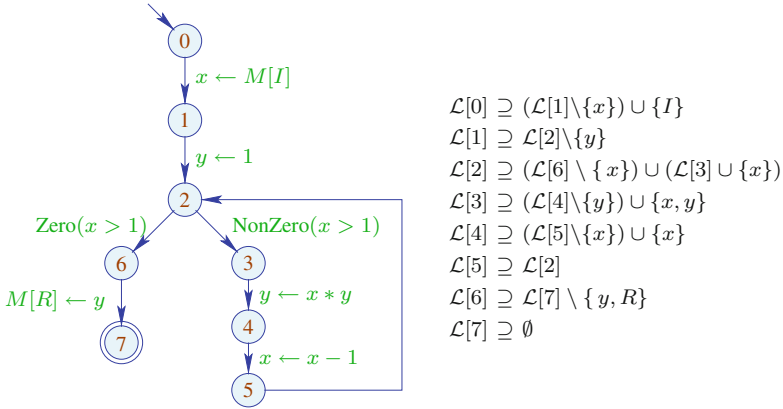 0
x ← M[I]
1
y ← 1
2
Zero(x > 1)
NonZero(x > 1)
6
3
M[R] ← y
y ← x ∗ y
7
4
x ← x − 1
5
L[0] ⊇ (L[1]\{x}) ∪ {I}
L[1] ⊇ L[2]\{y}
L[2] ⊇ (L[6] \ { x}) ∪ (L[3] ∪ {x})
L[3] ⊇ (L[4]\{y}) ∪ {x, y}
L[4] ⊇ (L[5]\{x}) ∪ {x}
L[5] ⊇ L[2]
L[6] ⊇ L[7] \ { y, R}
L[7] ⊇ ∅